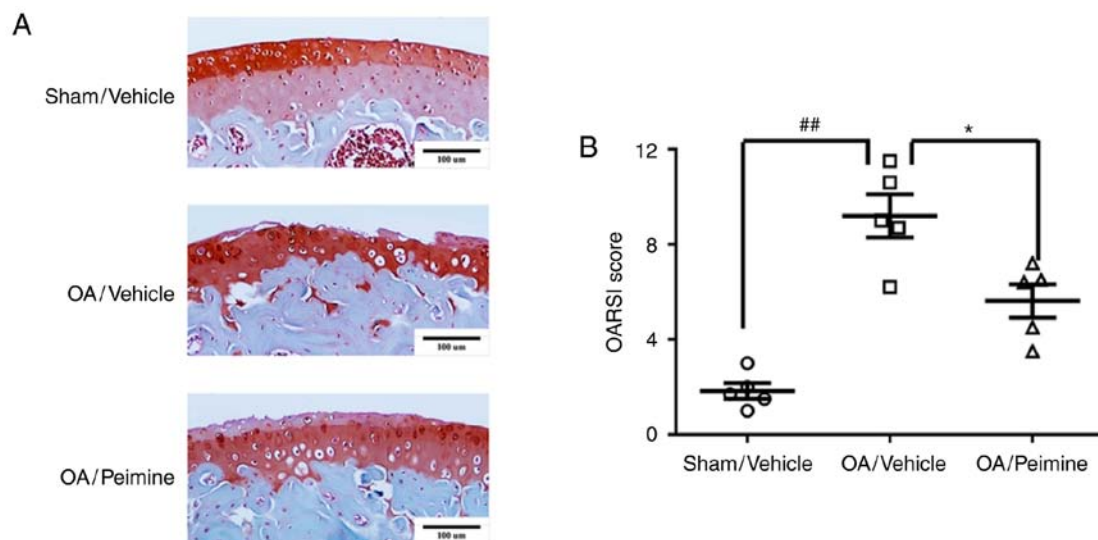 A
Sham/Vehicle
100 um
OA/Vehicle
100 um
OA/Peimine
100 um
B
##
*
OARSI score
12
8
4
0
Sham/Vehicle
OA/Vehicle
OA/Peimine